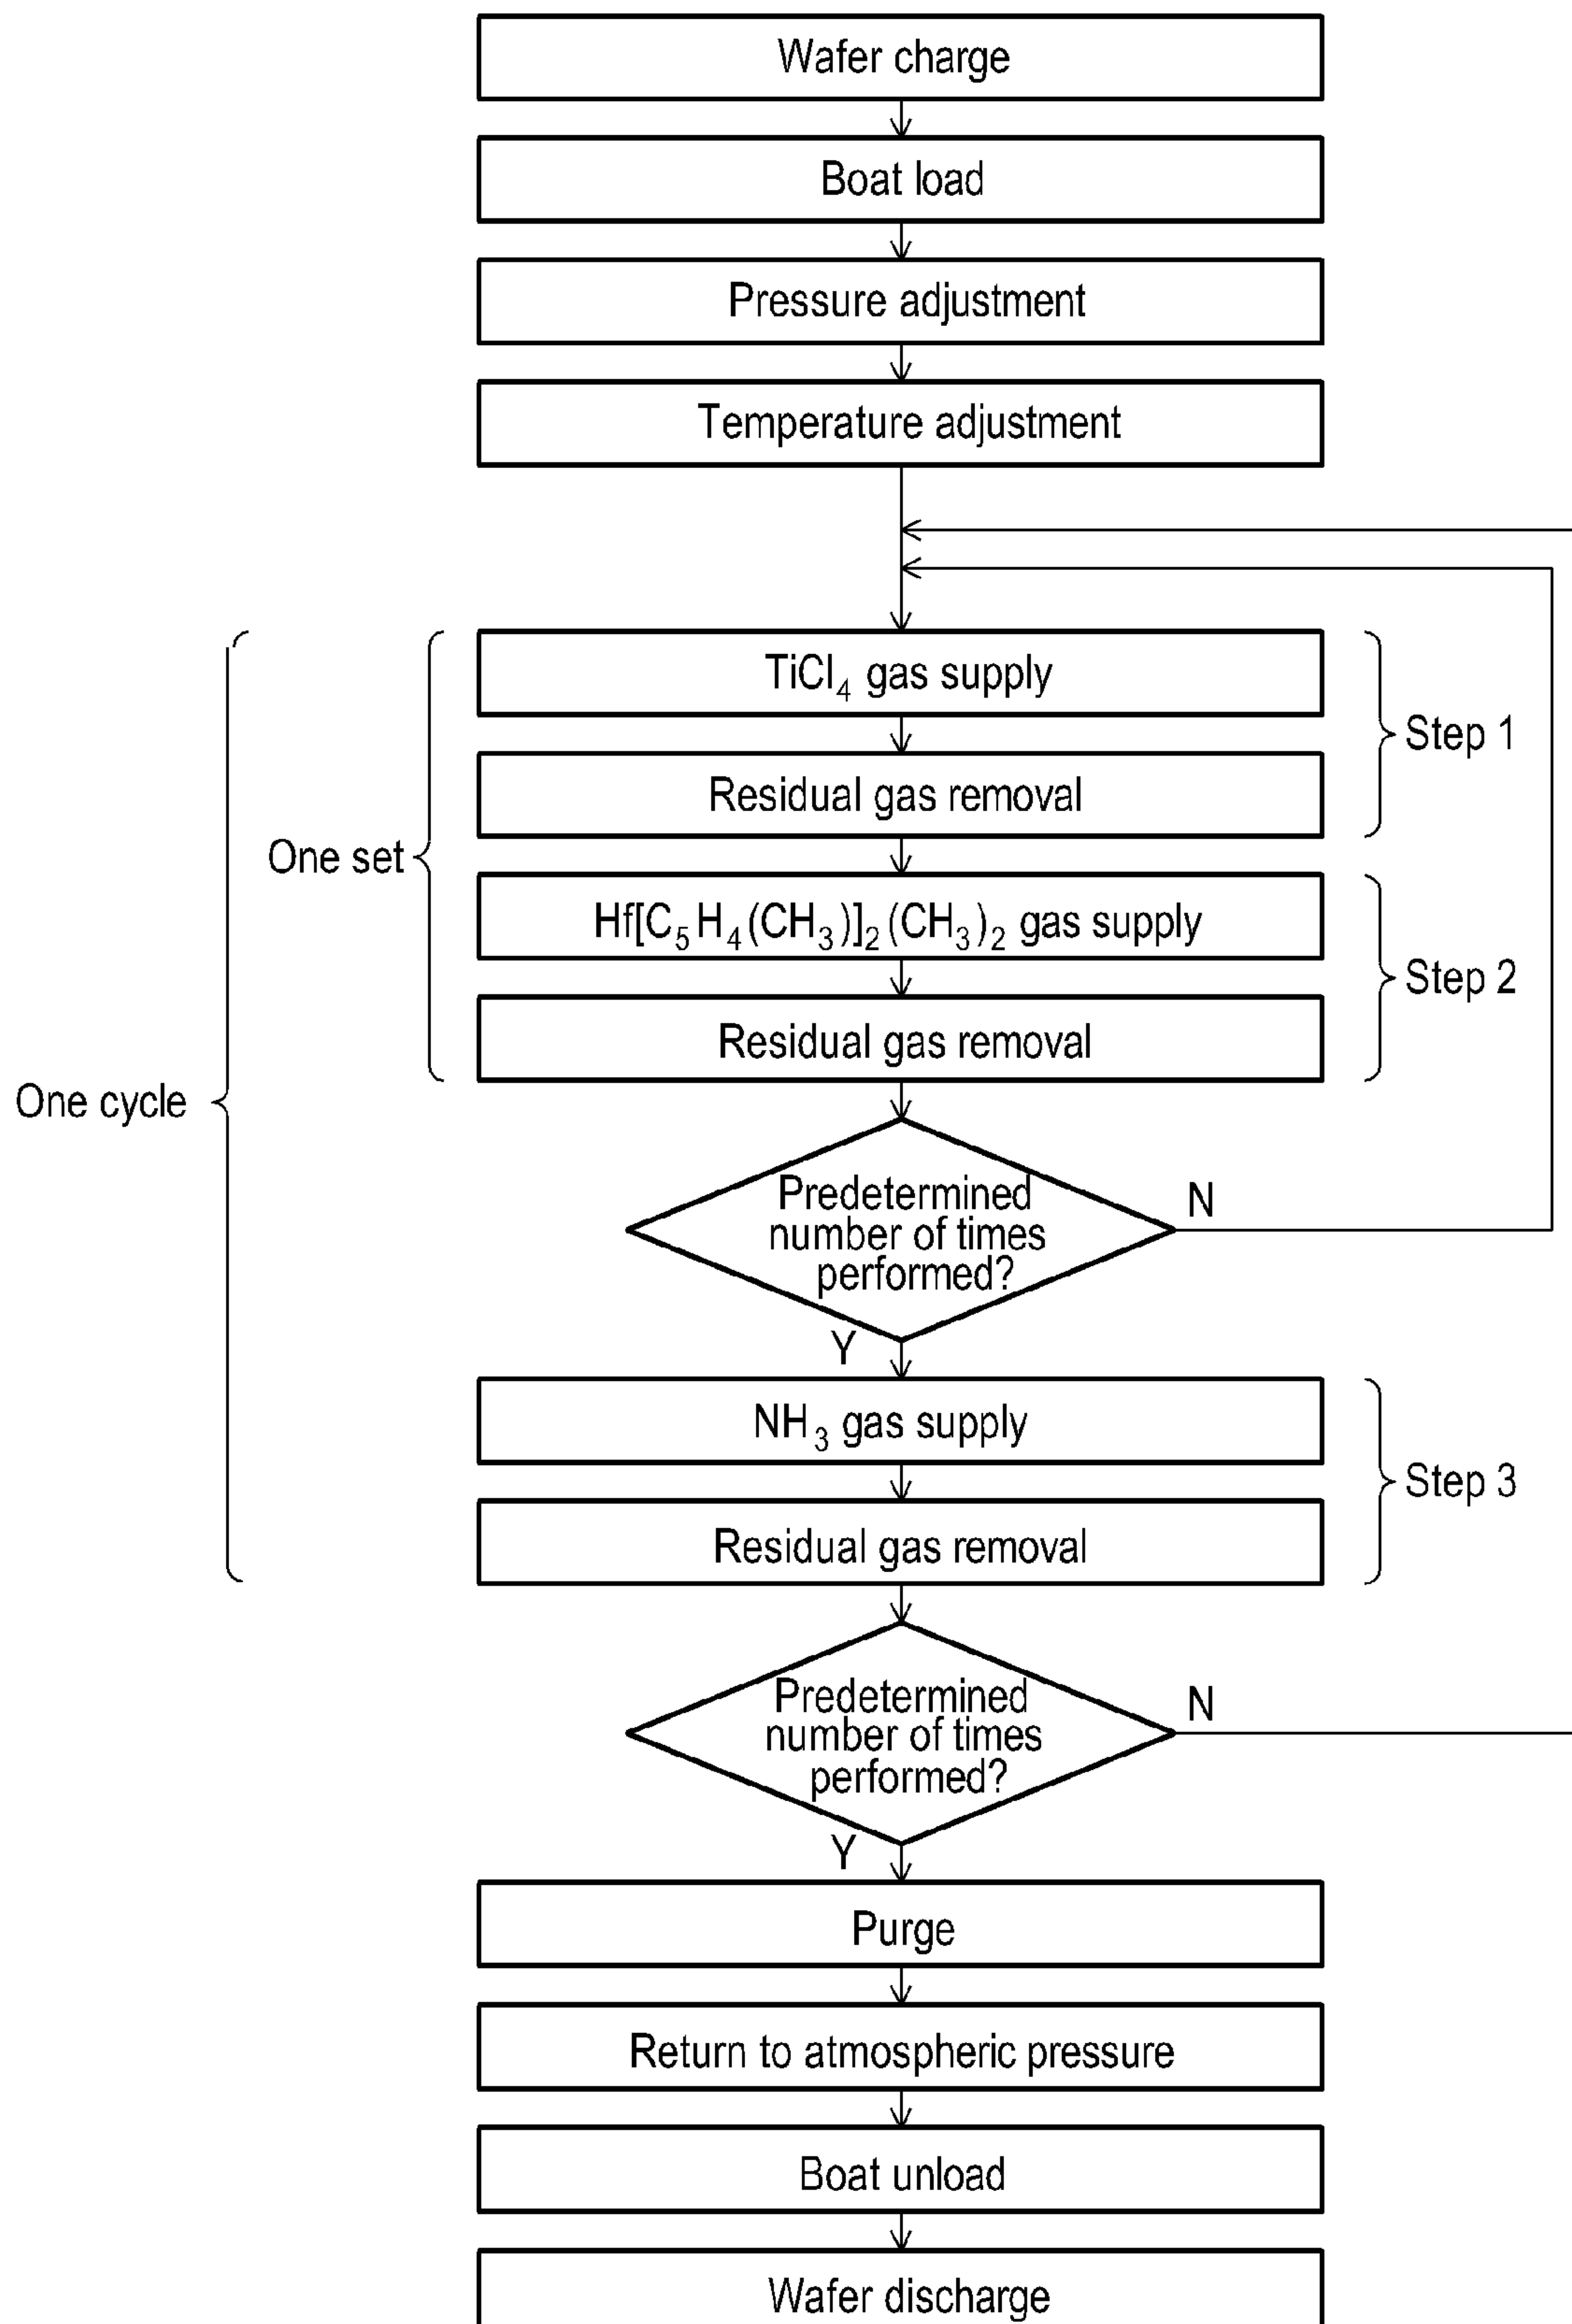 Wafer charge
Boat load
Pressure adjustment
Temperature adjustment
TiCl₄ gas supply
Step 1
Residual gas removal
One set
Hf[C₅H₄(CH₃)]₂(CH₃)₂ gas supply
Step 2
Residual gas removal
One cycle
Predetermined
number of times
performed?
N
Y
NH₃ gas supply
Step 3
Residual gas removal
Predetermined
number of times
performed?
N
Y
Purge
Return to atmospheric pressure
Boat unload
Wafer discharge